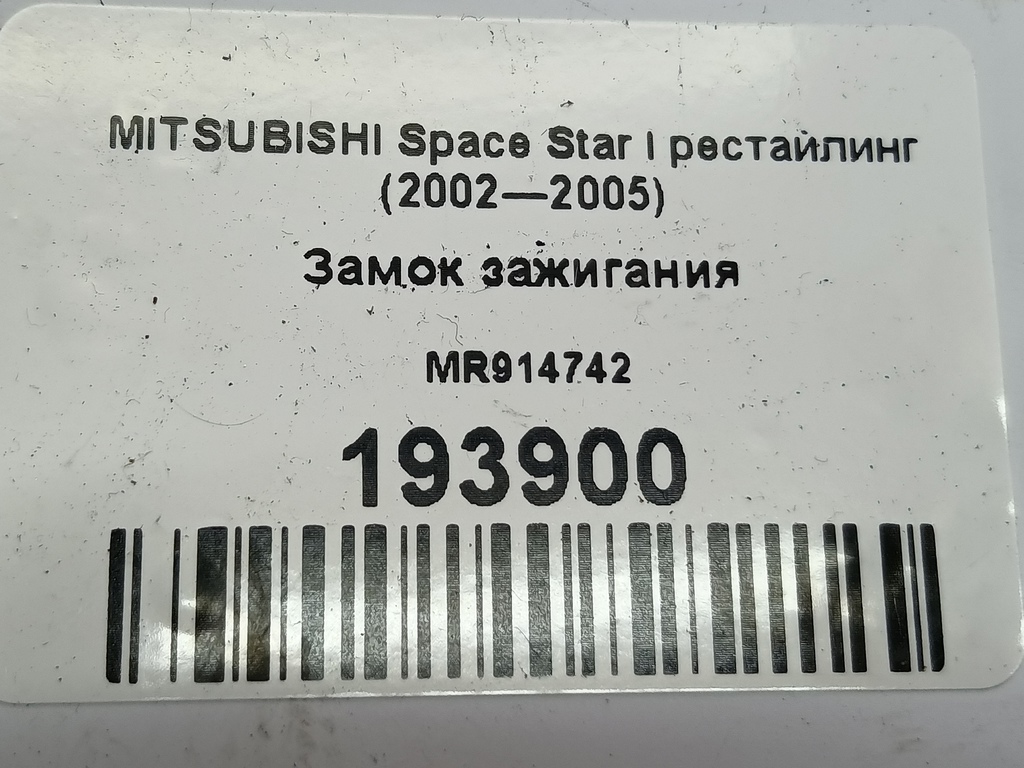 MITSUBISHI Space Star I рестайлинг
(2002—2005)
Замок зажигания
MR914742
193900